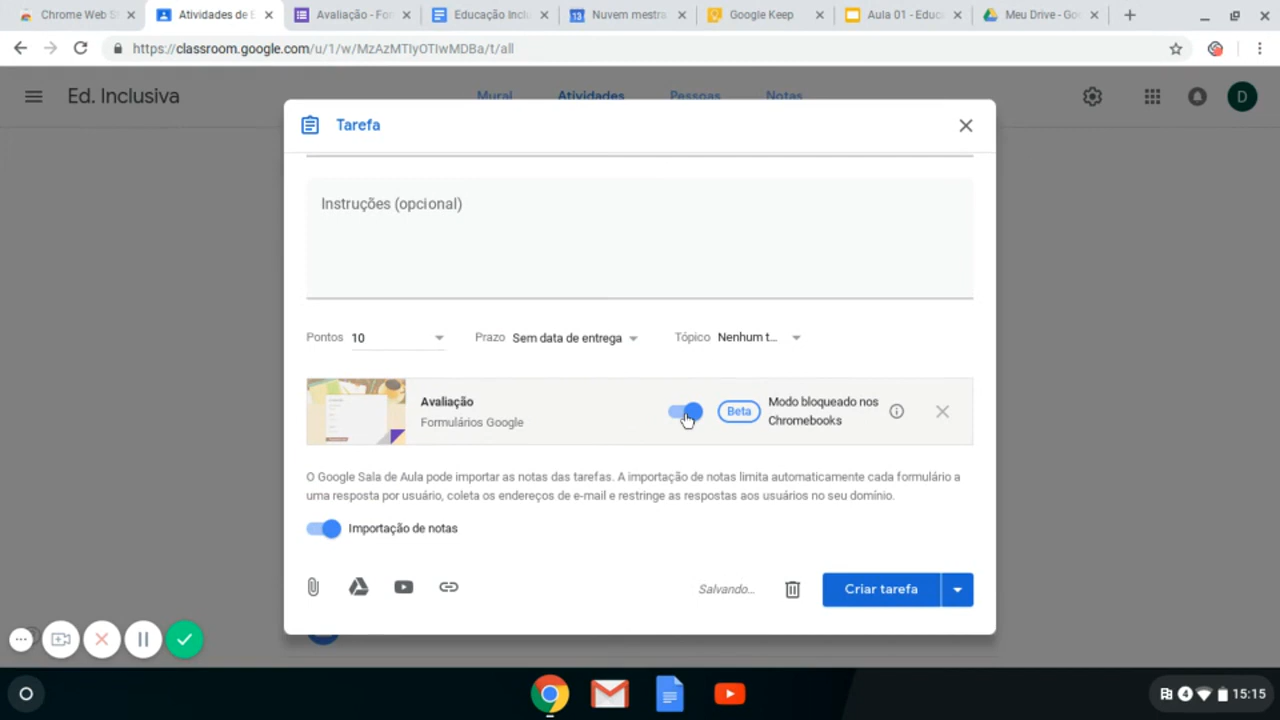 Chrome Web S
Atividades de E
Avaliação - For
Educação Inclu
13
Nuvem mestra
Google Keep
Aula 01 - Educ
Meu Drive - Go
https://classroom.google.com/u/1/w/MzAzMTIyOTIwMDBa/t/all
Ed. Inclusiva
Mural
Atividades
Pessoas
Notas
D
Tarefa
Instruções (opcional)
Pontos 10
Prazo Sem data de entrega
Tópico Nenhum t...
Avaliação
Formulários Google
Beta
Modo bloqueado nos
Chromebooks
O Google Sala de Aula pode importar as notas das tarefas. A importação de notas limita automaticamente cada formulário a
uma resposta por usuário, coleta os endereços de e-mail e restringe as respostas aos usuários no seu domínio.
Importação de notas
Salvando...
Criar tarefa
4
15:15